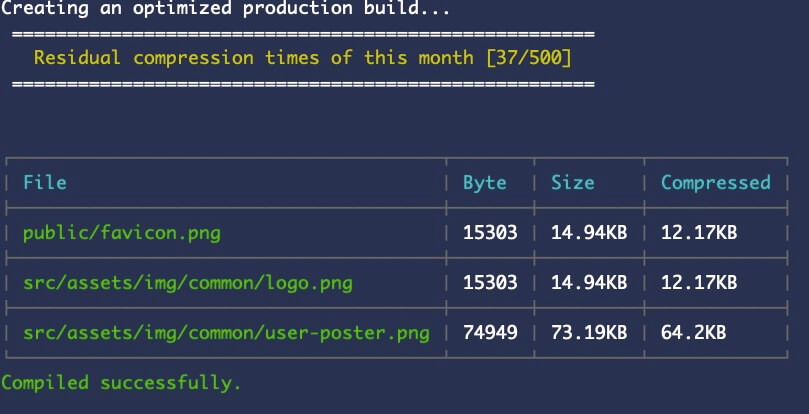 Creating an optimized production build...
======================================================
Residual compression times of this month [37/500]
======================================================
File | Byte | Size | Compressed
public/favicon.png | 15303 | 14.94KB | 12.17KB
src/assets/img/common/logo.png | 15303 | 14.94KB | 12.17KB
src/assets/img/common/user-poster.png | 74949 | 73.19KB | 64.2KB
Compiled successfully.